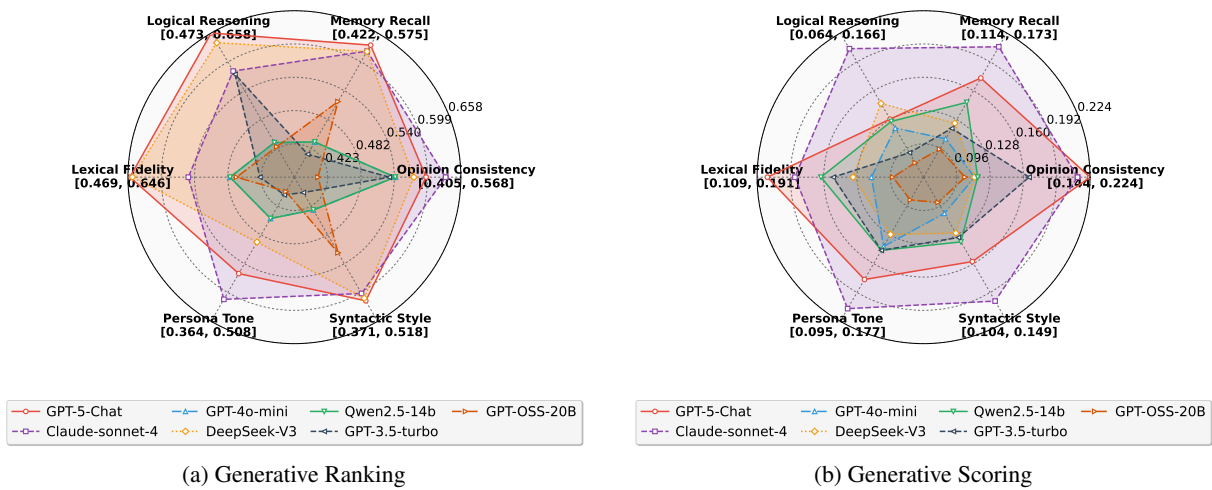 Logical Reasoning
[0.473, 0.658]
Memory Recall
[0.422, 0.575]
0.658
0.599
0.540
0.482
0.423
Lexical Fidelity
[0.469, 0.646]
Opinion Consistency
[0.405, 0.568]
Persona Tone
[0.364, 0.508]
Syntactic Style
[0.371, 0.518]
GPT-5-Chat
GPT-4o-mini
Qwen2.5-14b
GPT-OSS-20B
Claude-sonnet-4
DeepSeek-V3
GPT-3.5-turbo
(a) Generative Ranking
Logical Reasoning
[0.064, 0.166]
Memory Recall
[0.114, 0.173]
0.224
0.192
0.160
0.128
0.096
Lexical Fidelity
[0.109, 0.191]
Opinion Consistency
[0.144, 0.224]
Persona Tone
[0.095, 0.177]
Syntactic Style
[0.104, 0.149]
GPT-5-Chat
GPT-4o-mini
Qwen2.5-14b
GPT-OSS-20B
Claude-sonnet-4
DeepSeek-V3
GPT-3.5-turbo
(b) Generative Scoring